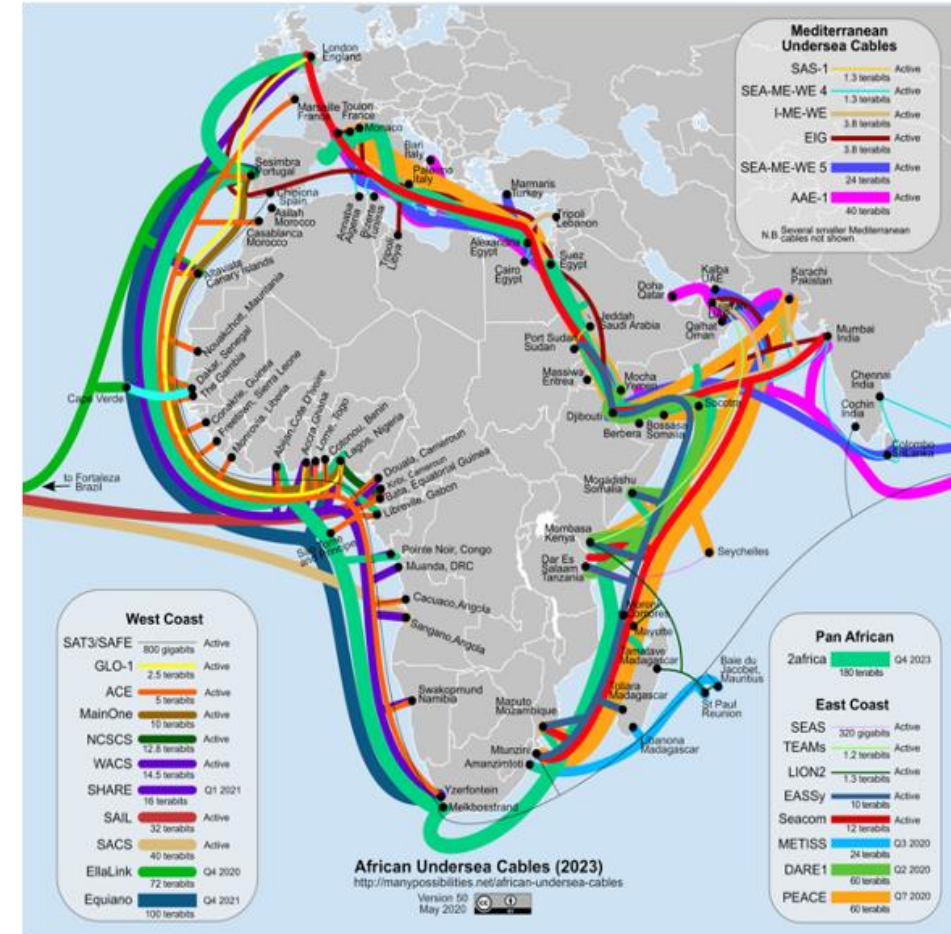 Mediterranean
Undersea Cables
SAS-1 Active
1.3 terabits
SEA-ME-WE 4 Active
1.3 terabits
I-ME-WE Active
3.8 terabits
EIG Active
3.8 terabits
SEA-ME-WE 5 Active
24 terabits
AAE-1 Active
40 terabits
N.B. Several smaller Mediterranean
cables not shown.
London
England
Marseille
France
Toulon
France
Monaco
Bari
Italy
Palermo
Italy
Sesimbra
Portugal
Chipiona
Spain
Asilah
Morocco
Casablanca
Morocco
Annaba
Algeria
Bizerte
Tunisia
Tripoli
Libya
Marmaris
Turkey
Tripoli
Lebanon
Alexandria
Egypt
Cairo
Egypt
Suez
Egypt
Altavista
Canary Islands
Nouakchott, Mauritania
Dakar, Senegal
The Gambia
Conakrie, Guinea
Freetown, Sierra Leone
Monrovia, Liberia
Abijan, Cote D'Ivoire
Accra, Ghana
Lome, Togo
Cotonou, Benin
Lagos, Nigeria
Douala, Cameroun
Kribi, Cameroun
Bata, Equatorial Guinea
Libreville, Gabon
Cape Verde
to Fortaleza
Brazil
Sao Tome
and Principe
Pointe Noir, Congo
Muanda, DRC
Cacuaco, Angola
Sangano, Angola
Swakopmund
Namibia
Yzerfontein
Melkbosstrand
Doha
Qatar
Kalba
UAE
Qalhat
Oman
Karachi
Pakistan
Mumbai
India
Chennai
India
Cochin
India
Colombo
Sri Lanka
Jeddah
Saudi Arabia
Port Sudan
Sudan
Massiwa
Eritrea
Mocha
Yemen
Djibouti
Berbera
Bossaso
Somalia
Socotra
Mogadishu
Somalia
Mombasa
Kenya
Dar Es
Salaam
Tanzania
Seychelles
Moroni
Comores
Mayotte
Tamatave
Madagascar
Toliara
Madagascar
Libanona
Madagascar
Baie du
Jacobet,
Mauritius
St Paul
Reunion
Maputo
Mozambique
Mtunzini
Amanzimtoti
West Coast
SAT3/SAFE Active
800 gigabits
GLO-1 Active
2.5 terabits
ACE Active
5 terabits
MainOne Active
10 terabits
NCSCS Active
12.8 terabits
WACS Active
14.5 terabits
SHARE Q1 2021
16 terabits
SAIL Active
32 terabits
SACS Active
40 terabits
EllaLink Q4 2020
72 terabits
Equiano Q4 2021
100 terabits
Pan African
2africa Q4 2023
180 terabits
East Coast
SEAS Active
320 gigabits
TEAMs Active
1.2 terabits
LION2 Active
1.3 terabits
EASSy Active
10 terabits
Seacom Active
12 terabits
METISS Q3 2020
24 terabits
DARE1 Q2 2020
60 terabits
PEACE Q? 2020
60 terabits
African Undersea Cables (2023)
http://manypossibilities.net/african-undersea-cables
Version 50
May 2020